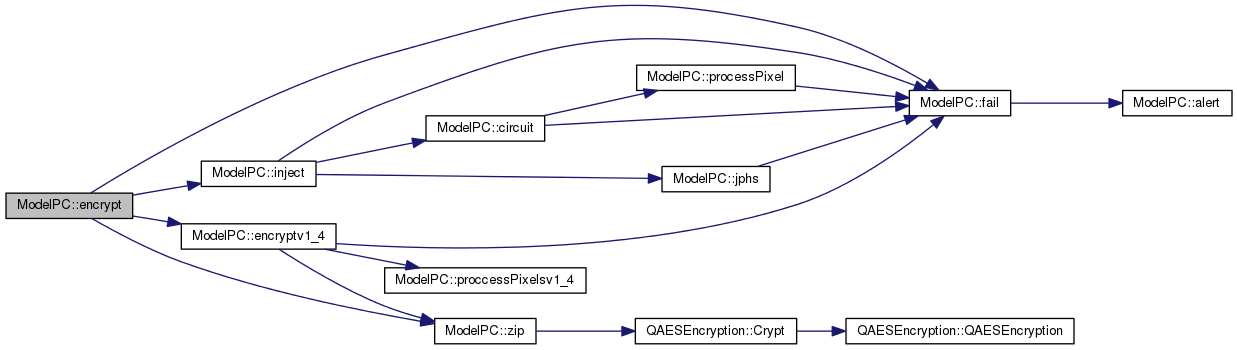 ModelPC::processPixel
ModelPC::fail
ModelPC::alert
ModelPC::circuit
ModelPC::inject
ModelPC::jphs
ModelPC::encrypt
ModelPC::encryptv1_4
ModelPC::proccessPixelsv1_4
ModelPC::zip
QAESEncryption::Crypt
QAESEncryption::QAESEncryption